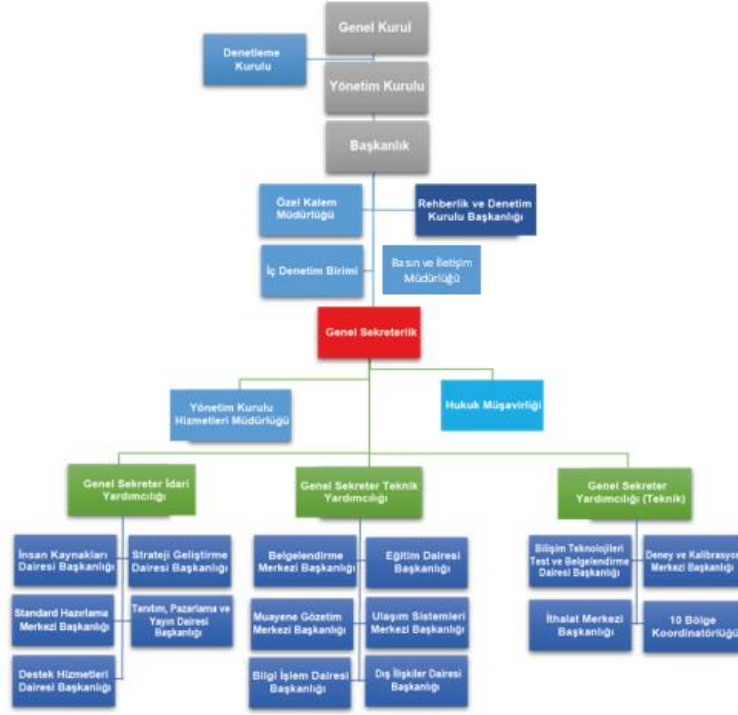 Genel Kurul
Denetleme
Kurulu
Yönetim Kurulu
Başkanlık
Özel Kalem
Müdürlüğü
Rehberlik ve Denetim
Kurulu Başkanlığı
İç Denetim Birimi
Basın ve İletişim
Müdürlüğü
Genel Sekreterlik
Yönetim Kurulu
Hizmetleri Müdürlüğü
Hukuk Müşavirliği
Genel Sekreter İdari
Yardımcılığı
Genel Sekreter Teknik
Yardımcılığı
Genel Sekreter
Yardımcılığı (Teknik)
İnsan Kaynakları
Dairesi Başkanlığı
Strateji Geliştirme
Dairesi Başkanlığı
Belgelendirme
Merkezi Başkanlığı
Eğitim Dairesi
Başkanlığı
Bilişim Teknolojileri
Test ve Belgelendirme
Dairesi Başkanlığı
Deney ve Kalibrasyon
Merkezi Başkanlığı
Standard Hazırlama
Merkezi Başkanlığı
Tanıtım, Pazarlama ve
Yayın Dairesi
Başkanlığı
Muayene Gözetim
Merkezi Başkanlığı
Ulaşım Sistemleri
Merkezi Başkanlığı
İthalat Merkezi
Başkanlığı
10 Bölge
Koordinatörlüğü
Destek Hizmetleri
Dairesi Başkanlığı
Bilgi İşlem Dairesi
Başkanlığı
Dış İlişkiler Dairesi
Başkanlığı